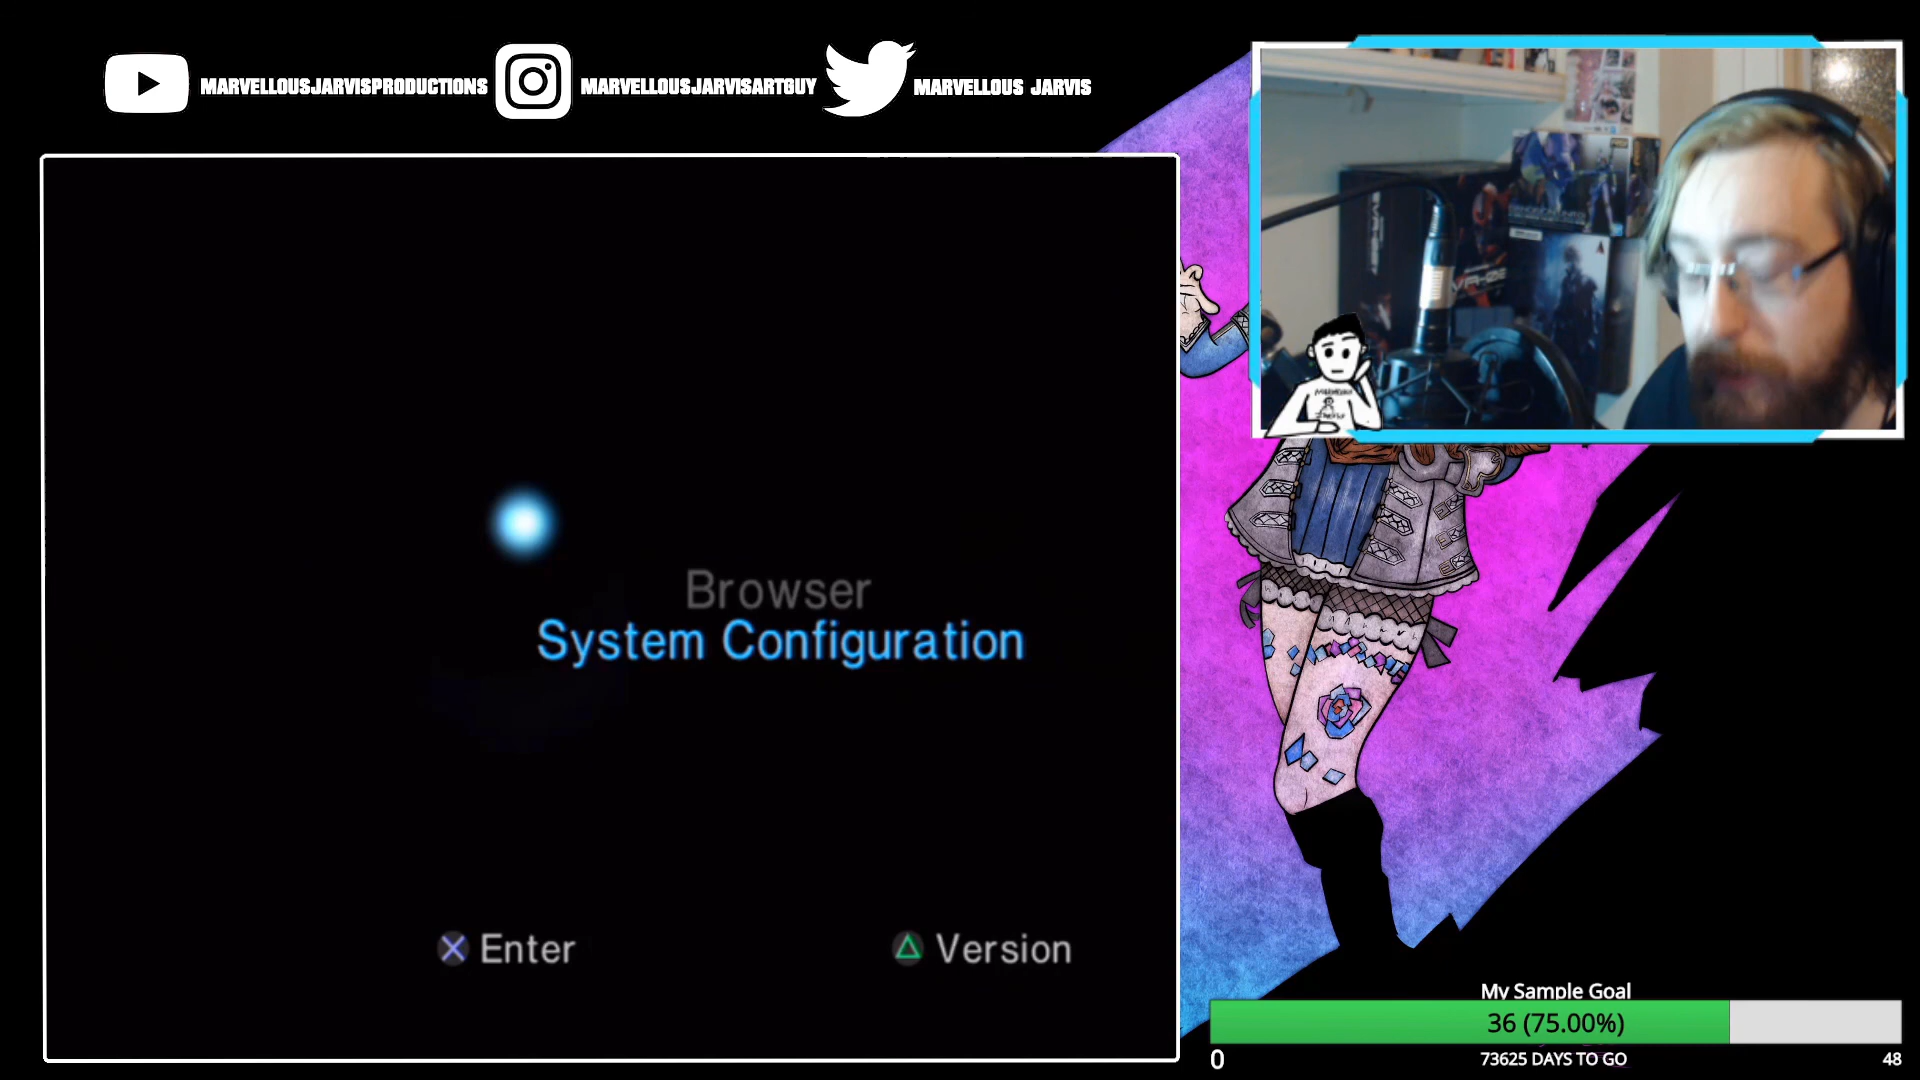 MARVELLOUSJARVISPRODUCTIONS
MARVELLOUSJARVISARTGUY
MARVELLOUS JARVIS
Browser
System Configuration
Enter
Version
My Sample Goal
36 (75.00%)
0
73625 DAYS TO GO
48